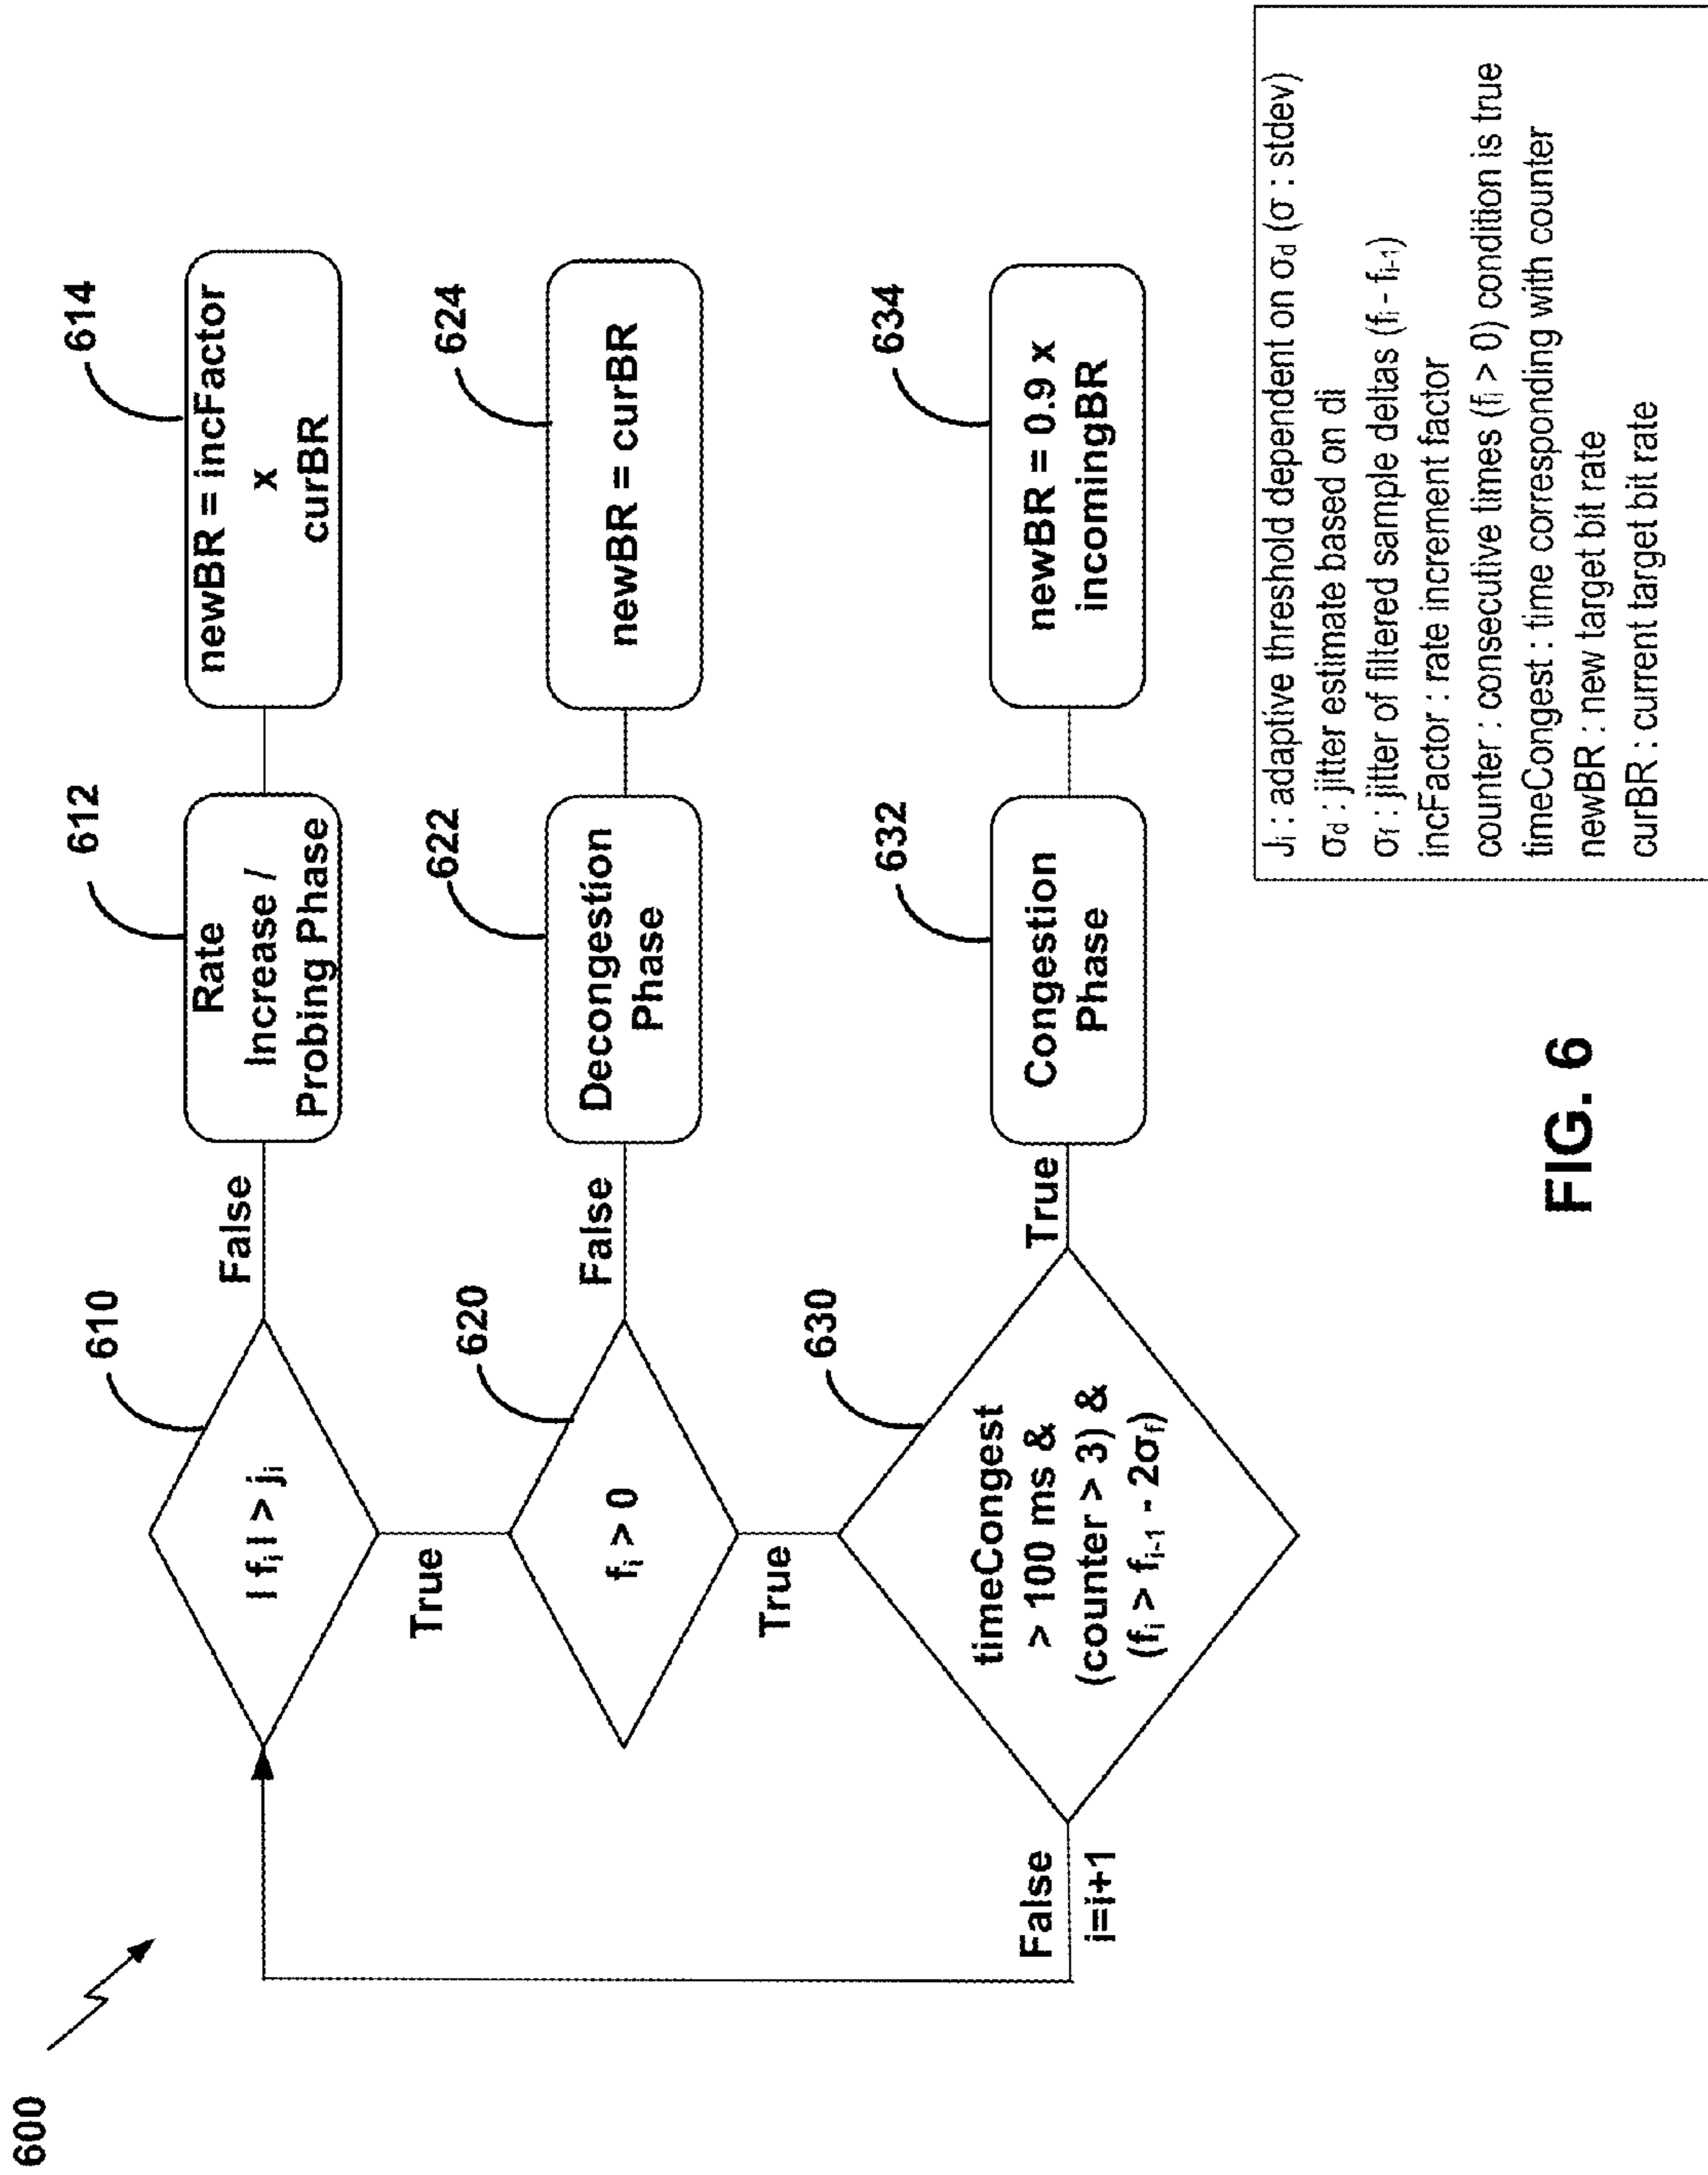 600
610
| fᵢ | > jᵢ
False
612
Rate
Increase /
Probing Phase
614
newBR = incFactor
x
curBR
True
620
fᵢ > 0
False
622
Decongestion
Phase
624
newBR = curBR
True
630
timeCongest
> 100 ms &
(counter > 3) &
(fᵢ > fᵢ₋₁ - 2σf)
True
632
Congestion
Phase
634
newBR = 0.9 x
incomingBR
False
i=i+1
Jᵢ : adaptive threshold dependent on σd (σ : stdev)
σd : jitter estimate based on di
σf : jitter of filtered sample deltas (fᵢ - fᵢ₋₁)
incFactor : rate increment factor
counter : consecutive times (fᵢ > 0) condition is true
timeCongest : time corresponding with counter
newBR : new target bit rate
curBR : current target bit rate
FIG. 6